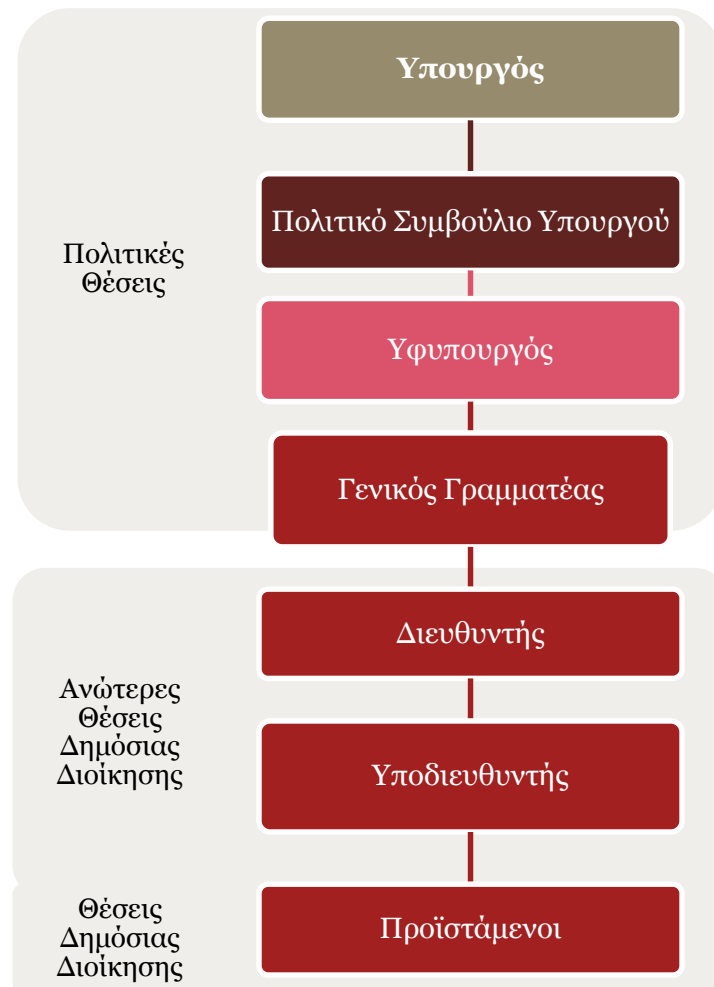 Υπουργός
Πολιτικό Συμβούλιο Υπουργού
Πολιτικές
Θέσεις
Υφυπουργός
Γενικός Γραμματέας
Διευθυντής
Ανώτερες
Θέσεις
Δημόσιας
Διοίκησης
Υποδιευθυντής
Θέσεις
Δημόσιας
Διοίκησης
Προϊστάμενοι